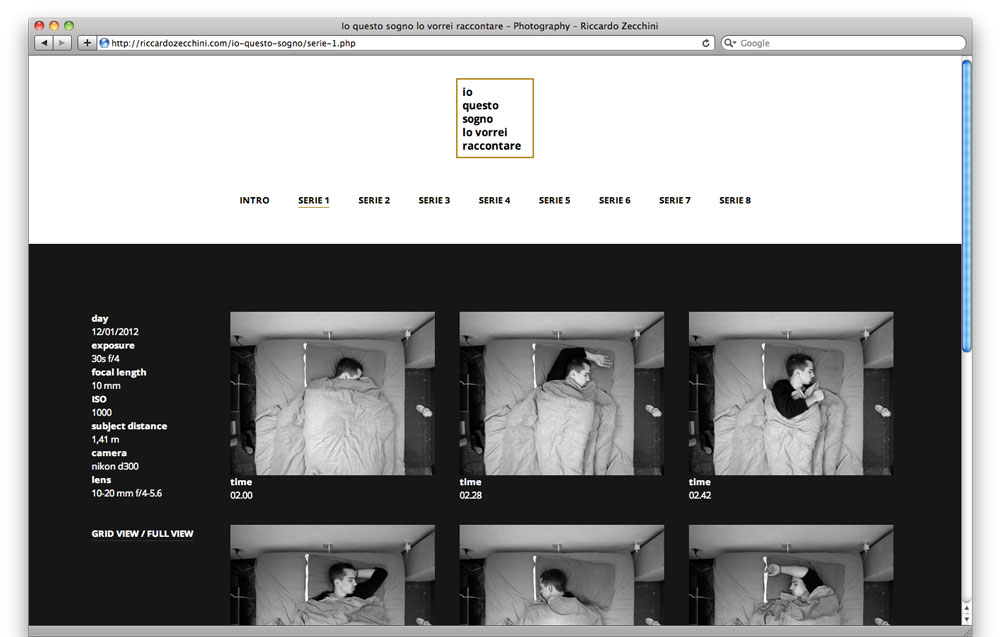 Io questo sogno lo vorrei raccontare – Photography – Riccardo Zecchini
http://riccardozecchini.com/io-questo-sogno/serie-1.php
Google
io
questo
sogno
lo vorrei
raccontare
INTRO SERIE 1 SERIE 2 SERIE 3 SERIE 4 SERIE 5 SERIE 6 SERIE 7 SERIE 8
day
12/01/2012
exposure
30s f/4
focal length
10 mm
ISO
1000
subject distance
1,41 m
camera
nikon d300
lens
10-20 mm f/4-5.6
GRID VIEW / FULL VIEW
time
02.00
time
02.28
time
02.42